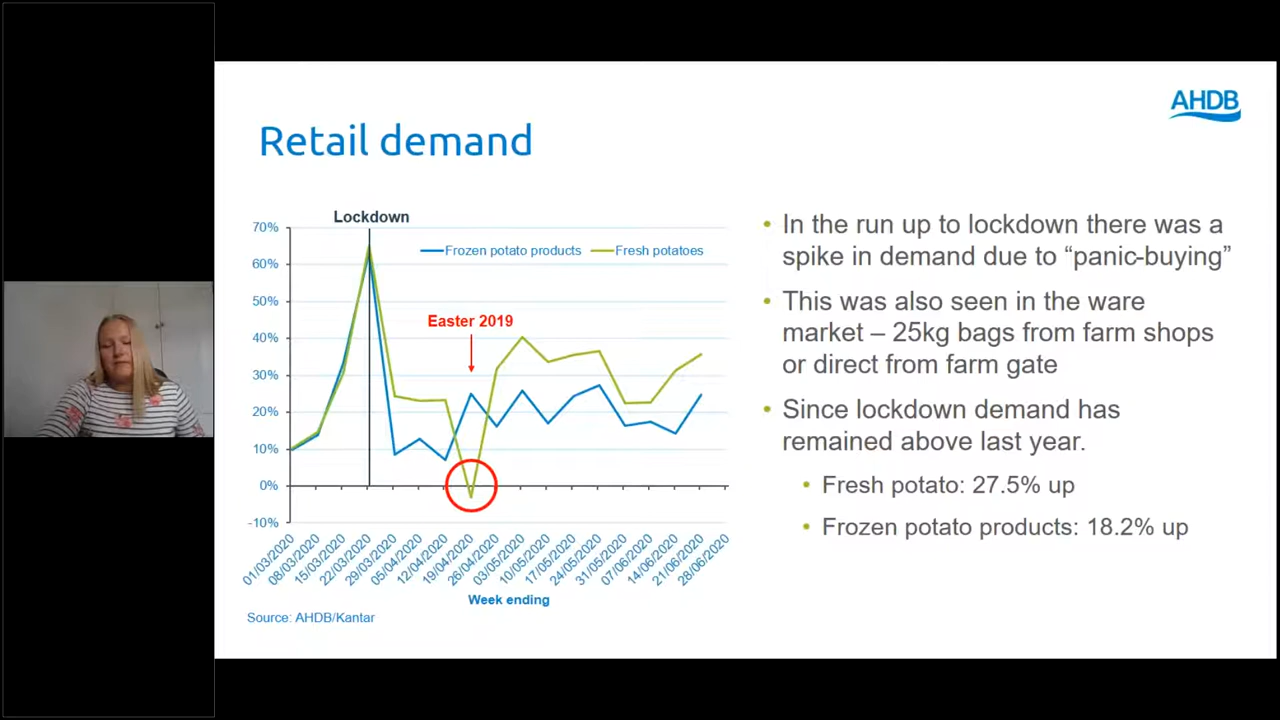 AHDB
Retail demand
Lockdown
70%
60%
50%
40%
30%
20%
10%
0%
-10%
Frozen potato products
Fresh potatoes
Easter 2019
01/03/2020
08/03/2020
15/03/2020
22/03/2020
29/03/2020
05/04/2020
12/04/2020
19/04/2020
26/04/2020
03/05/2020
10/05/2020
17/05/2020
24/05/2020
31/05/2020
07/06/2020
14/06/2020
21/06/2020
28/06/2020
Week ending
Source: AHDB/Kantar
• In the run up to lockdown there was a
spike in demand due to “panic-buying”
• This was also seen in the ware
market – 25kg bags from farm shops
or direct from farm gate
• Since lockdown demand has
remained above last year.
• Fresh potato: 27.5% up
• Frozen potato products: 18.2% up